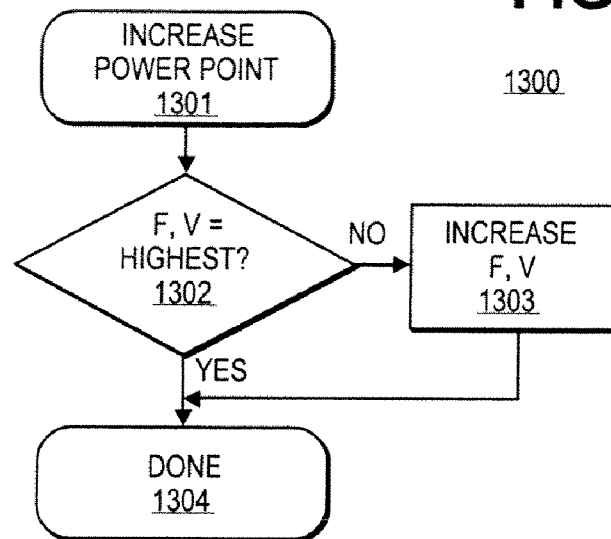 INCREASE
POWER POINT
1301
1300
F, V =
HIGHEST?
1302
NO
INCREASE
F, V
1303
YES
DONE
1304